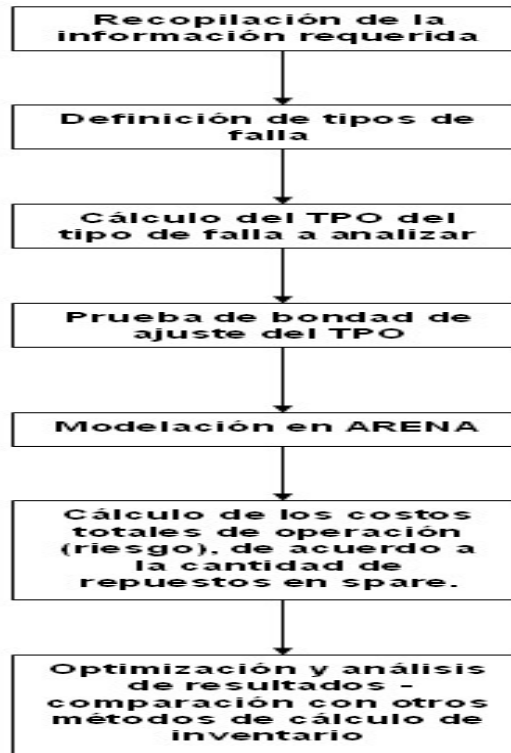 Recopilación de la
información requerida
Definición de tipos de
falla
Cálculo del TPO del
tipo de falla a analizar
Prueba de bondad de
ajuste del TPO
Modelación en ARENA
Cálculo de los costos
totales de operación
(riesgo), de acuerdo a
la cantidad de
repuestos en spare.
Optimización y análisis
de resultados -
comparación con otros
métodos de cálculo de
inventario